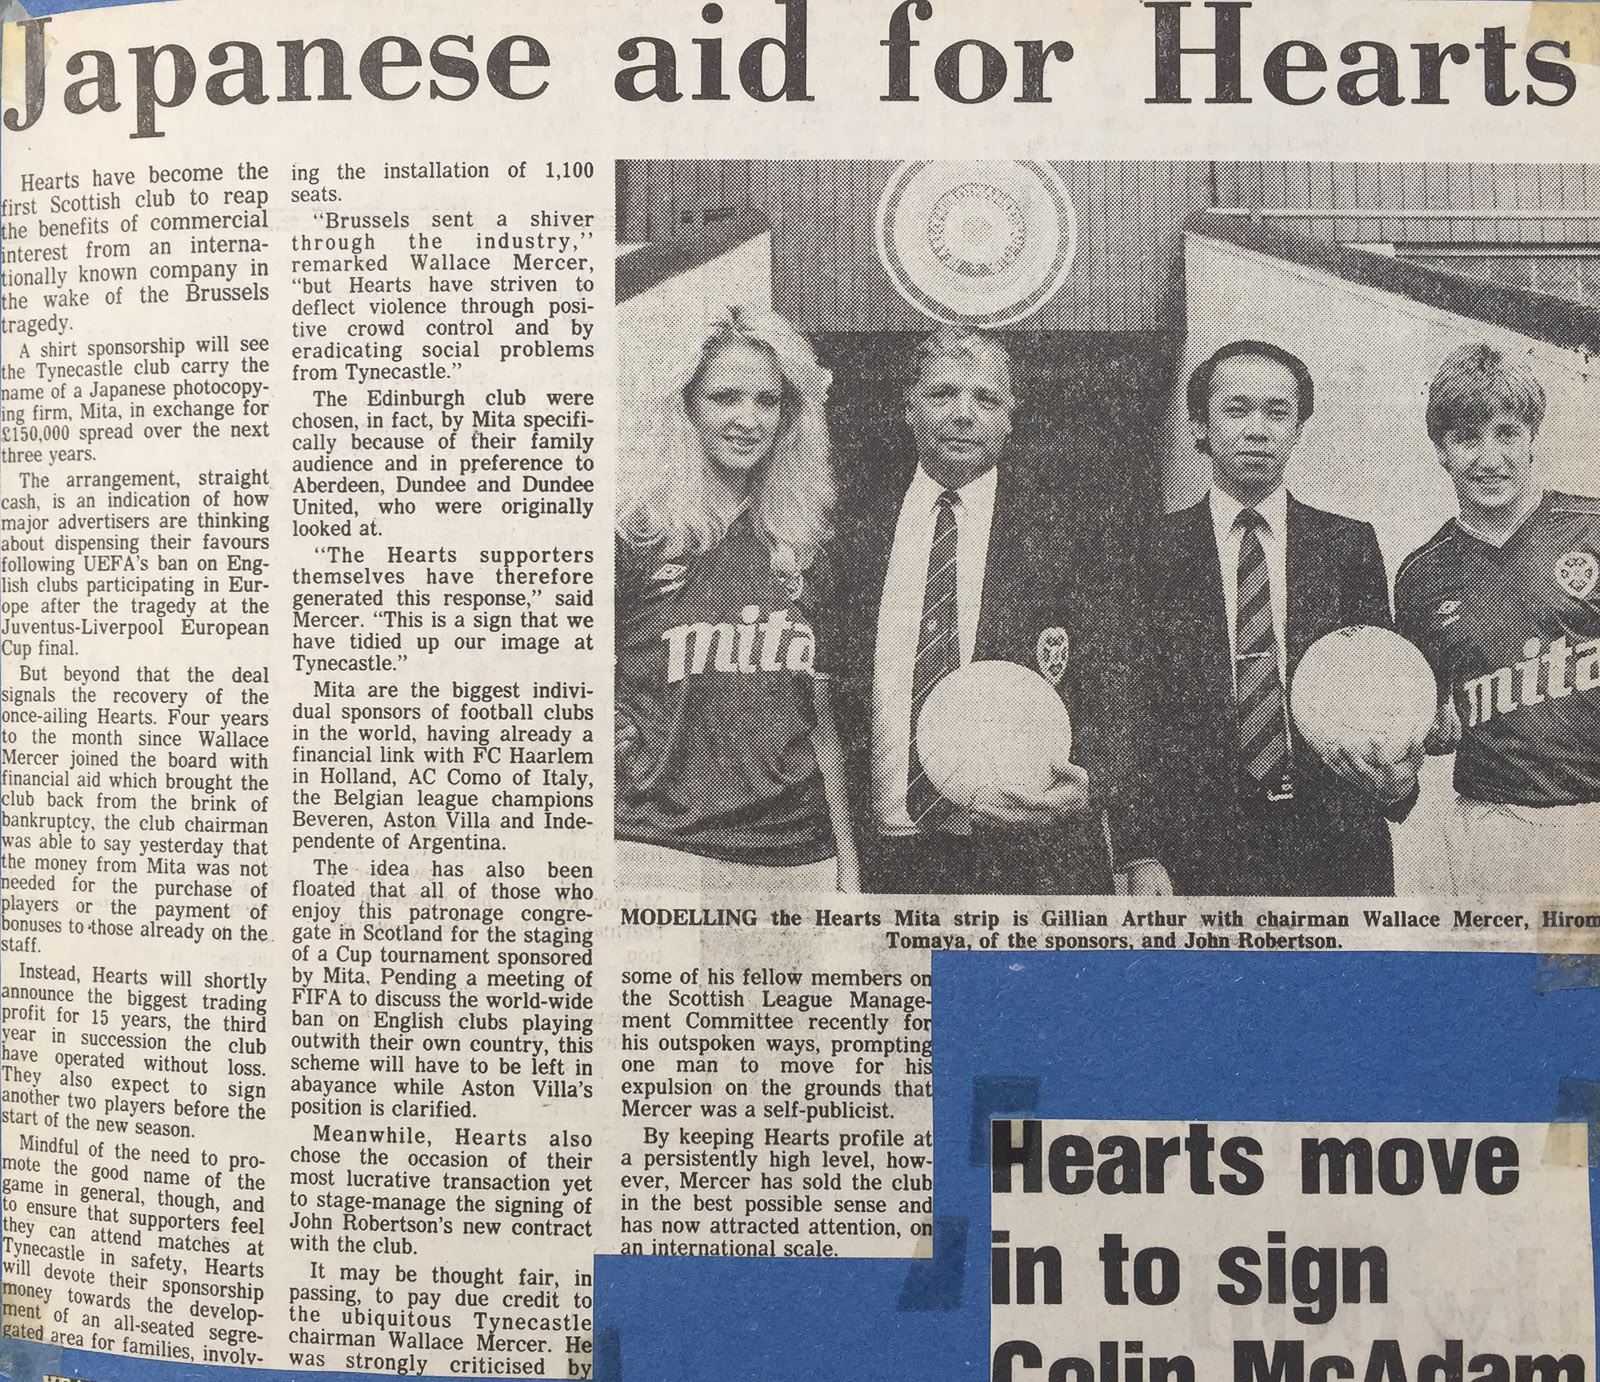 Japanese aid for Hearts
Hearts have become the
first Scottish club to reap
the benefits of commercial
interest from an interna-
tionally known company in
the wake of the Brussels
tragedy.
A shirt sponsorship will see
the Tynecastle club carry the
name of a Japanese photocopy-
ing firm, Mita, in exchange for
£150,000 spread over the next
three years.
The arrangement, straight
cash, is an indication of how
major advertisers are thinking
about dispensing their favours
following UEFA's ban on Eng-
lish clubs participating in Eur-
ope after the tragedy at the
Juventus-Liverpool European
Cup final.
But beyond that the deal
signals the recovery of the
once-ailing Hearts. Four years
to the month since Wallace
Mercer joined the board with
financial aid which brought the
club back from the brink of
bankruptcy, the club chairman
was able to say yesterday that
the money from Mita was not
needed for the purchase of
players or the payment of
bonuses to those already on the
staff.
Instead, Hearts will shortly
announce the biggest trading
profit for 15 years, the third
year in succession the club
have operated without loss.
They also expect to sign
another two players before the
start of the new season.
Mindful of the need to pro-
mote the good name of the
game in general, though, and
to ensure that supporters feel
they can attend matches at
Tynecastle in safety, Hearts
will devote their sponsorship
money towards the develop-
ment of an all-seated segre-
gated area for families, involv-
ing the installation of 1,100
seats.
"Brussels sent a shiver
through the industry,"
remarked Wallace Mercer,
"but Hearts have striven to
deflect violence through posi-
tive crowd control and by
eradicating social problems
from Tynecastle."
The Edinburgh club were
chosen, in fact, by Mita specifi-
cally because of their family
audience and in preference to
Aberdeen, Dundee and Dundee
United, who were originally
looked at.
"The Hearts supporters
themselves have therefore
generated this response," said
Mercer. "This is a sign that we
have tidied up our image at
Tynecastle."
Mita are the biggest indivi-
dual sponsors of football clubs
in the world, having already a
financial link with FC Haarlem
in Holland, AC Como of Italy,
the Belgian league champions
Beveren, Aston Villa and Inde-
pendente of Argentina.
The idea has also been
floated that all of those who
enjoy this patronage congre-
gate in Scotland for the staging
of a Cup tournament sponsored
by Mita. Pending a meeting of
FIFA to discuss the world-wide
ban on English clubs playing
outwith their own country, this
scheme will have to be left in
abayance while Aston Villa's
position is clarified.
Meanwhile, Hearts also
chose the occasion of their
most lucrative transaction yet
to stage-manage the signing of
John Robertson's new contract
with the club.
It may be thought fair, in
passing, to pay due credit to
the ubiquitous Tynecastle
chairman Wallace Mercer. He
was strongly criticised by
mita
mita
MODELLING the Hearts Mita strip is Gillian Arthur with chairman Wallace Mercer, Hirom
Tomaya, of the sponsors, and John Robertson.
some of his fellow members on
the Scottish League Manage-
ment Committee recently for
his outspoken ways, prompting
one man to move for his
expulsion on the grounds that
Mercer was a self-publicist.
By keeping Hearts profile at
a persistently high level, how-
ever, Mercer has sold the club
in the best possible sense and
has now attracted attention, on
an international scale.
Hearts move
in to sign
Colin McAdam